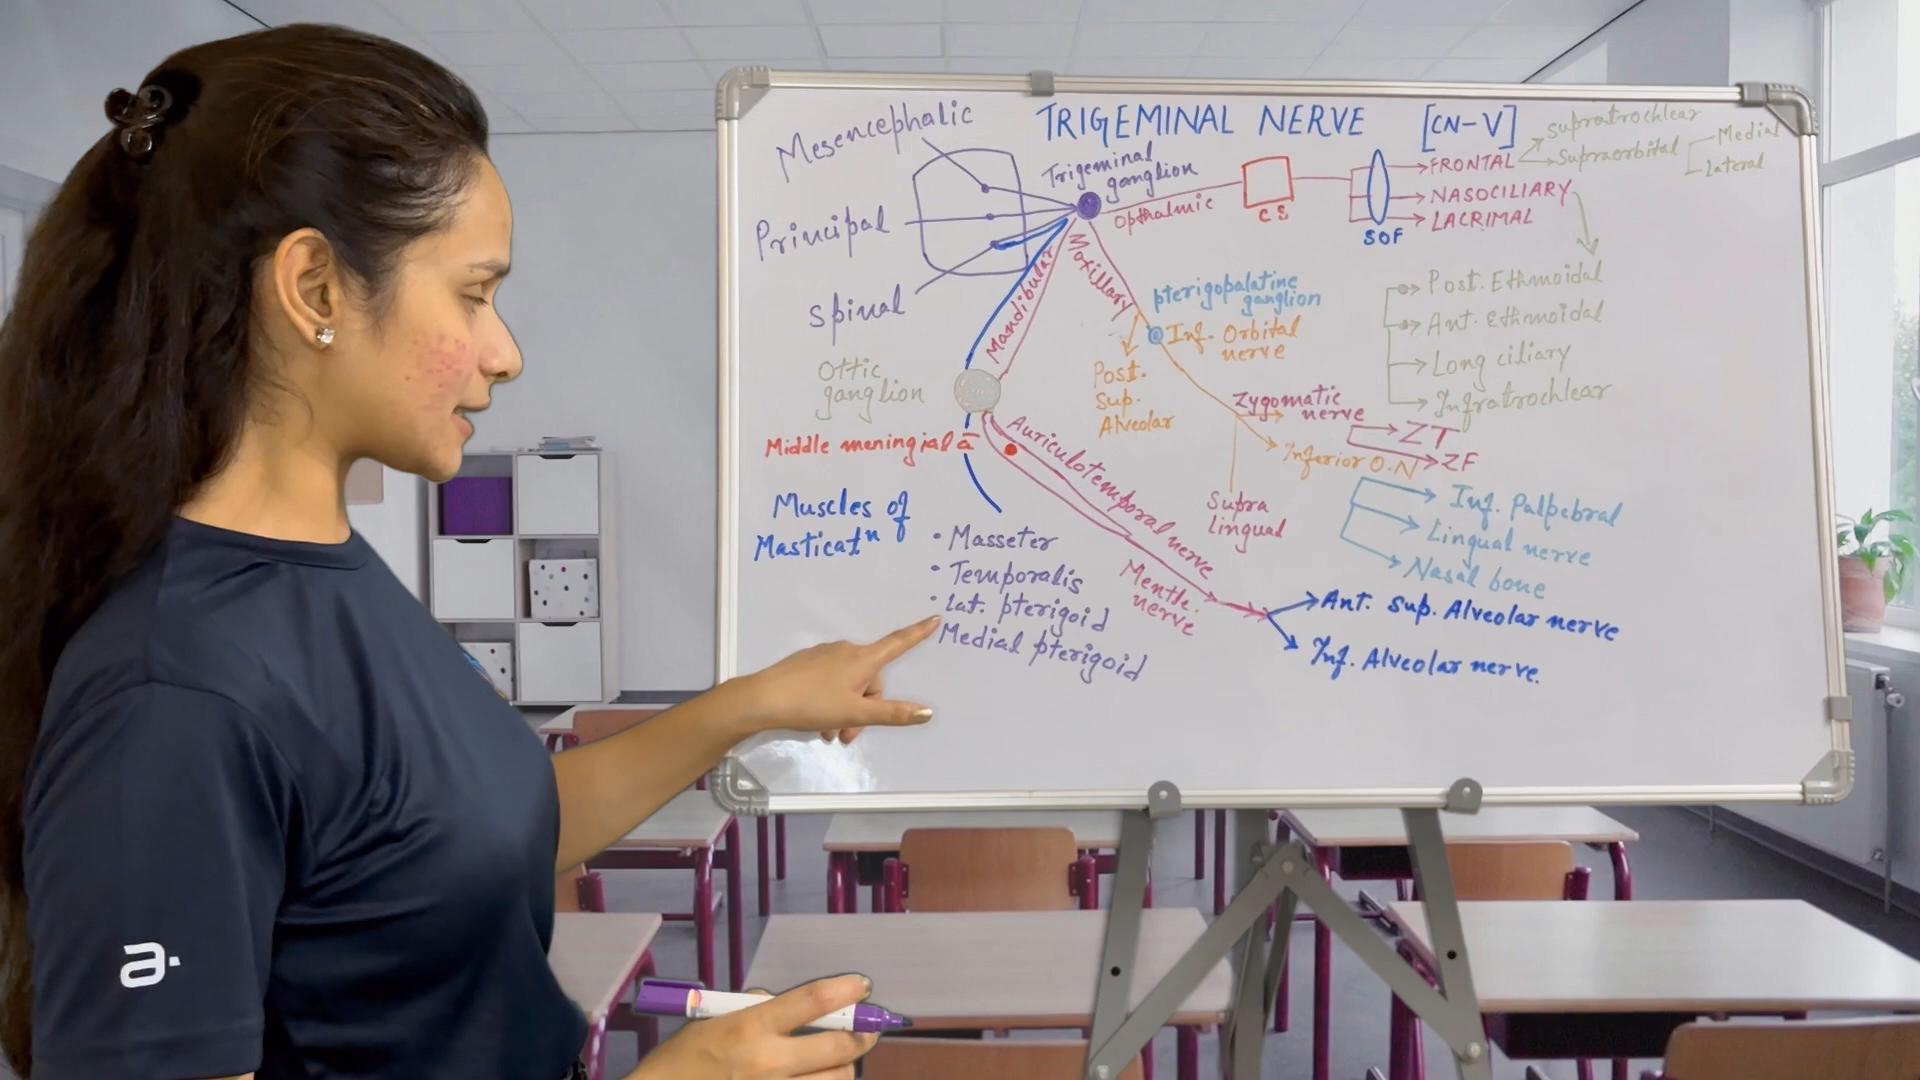 TRIGEMINAL NERVE [CN-V]
Mesencephalic
Principal
Spinal
Trigeminal
ganglion
Opthalmic
CS
SOF
FRONTAL
NASOCILIARY
LACRIMAL
supratrochlear
Supraorbital
Medial
Lateral
Post. Ethmoidal
Ant. Ethmoidal
Long ciliary
Infratrochlear
Mandibular
Maxillary
pterigopalatine
ganglion
Inf. Orbital
nerve
Post.
Sup.
Alveolar
Zygomatic
nerve
ZT
ZF
Inferior O.N
Supra
lingual
Inf. Palpebral
Lingual nerve
Nasal bone
Ottic
ganglion
Middle meningial a
Auriculotemporal nerve
Muscles of
Masticatⁿ
• Masseter
• Temporalis
• Lat. pterigoid
Medial pterigoid
Mentle.
nerve
Ant. Sup. Alveolar nerve
Inf. Alveolar nerve.
a.